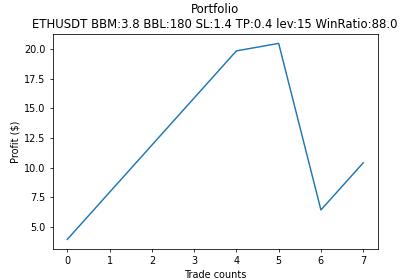 Portfolio
ETHUSDT BBM:3.8 BBL:180 SL:1.4 TP:0.4 lev:15 WinRatio:88.0
20.0
17.5
15.0
12.5
10.0
7.5
5.0
Profit ($)
0 1 2 3 4 5 6 7
Trade counts